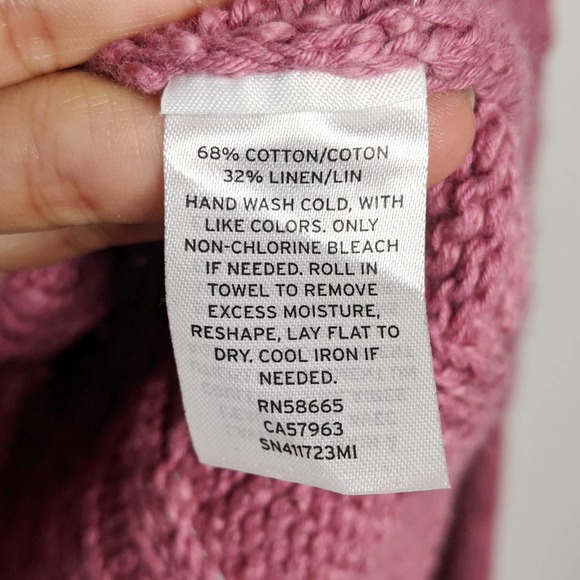 68% COTTON/COTON
32% LINEN/LIN
HAND WASH COLD, WITH
LIKE COLORS. ONLY
NON-CHLORINE BLEACH
IF NEEDED. ROLL IN
TOWEL TO REMOVE
EXCESS MOISTURE,
RESHAPE, LAY FLAT TO
DRY. COOL IRON IF
NEEDED.
RN58665
CA57963
SN411723MI